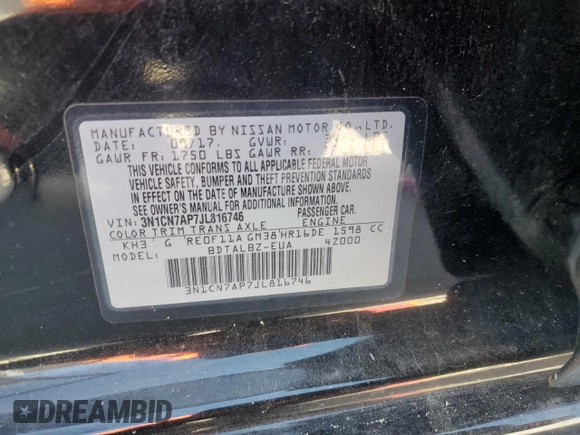 MANUFACTURED BY NISSAN MOTOR CO., LTD.
DATE: 09/17. GVWR:
GAWR FR: 1750 LBS GAWR RR:
THIS VEHICLE CONFORMS TO ALL APPLICABLE FEDERAL MOTOR
VEHICLE SAFETY, BUMPER AND THEFT PREVENTION STANDARDS
IN EFFECT ON THE DATE OF MANUFACTURE SHOWN ABOVE.
SEE OWNER'S MANUAL FOR ADDITIONAL INFORMATION.
VIN: 3N1CN7AP7JL816746 PASSENGER CAR
COLOR TRIM TRANS AXLE ENGINE
KH3 G RE0F11A GM38 HR16DE 1598 CC
MODEL: BDTALBZ-EUA 4Z000
3N1CN7AP7JL816746
DREAMBID